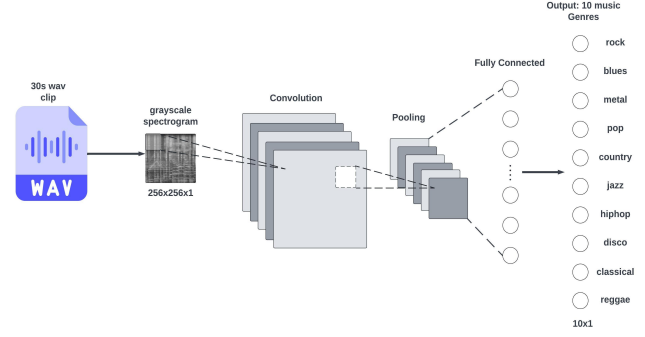 Output: 10 music
Genres
30s wav
clip
WAV
grayscale
spectrogram
256x256x1
Convolution
Pooling
Fully Connected
rock
blues
metal
pop
country
jazz
hiphop
disco
classical
reggae
10x1